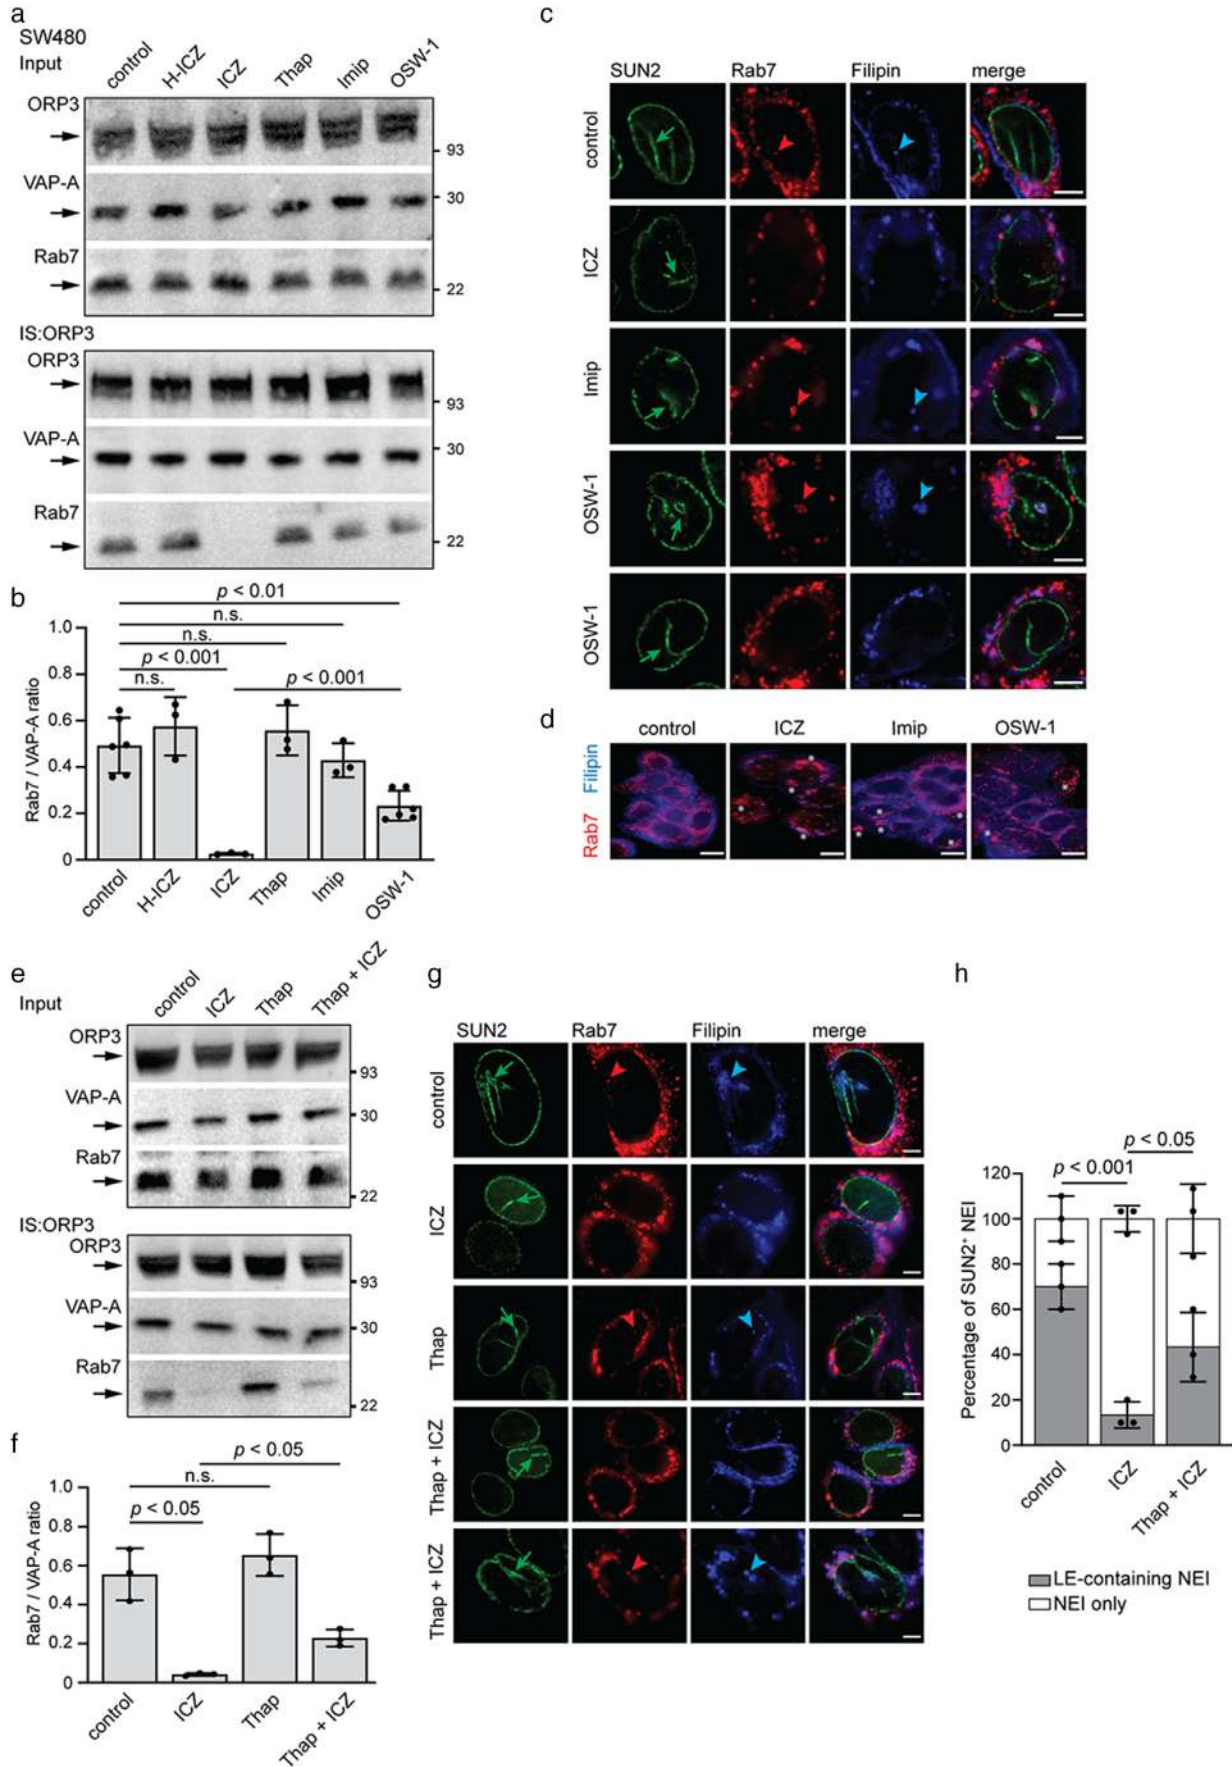 a
SW480
Input
control
H-ICZ
ICZ
Thap
Imip
OSW-1
ORP3
93
VAP-A
30
Rab7
22
IS:ORP3
ORP3
93
VAP-A
30
Rab7
22
b
p < 0.01
n.s.
n.s.
p < 0.001
n.s.
p < 0.001
Rab7 / VAP-A ratio
1.0
0.8
0.6
0.4
0.2
0
control
H-ICZ
ICZ
Thap
Imip
OSW-1
c
SUN2 Rab7 Filipin merge
control
ICZ
Imip
OSW-1
OSW-1
d
control ICZ Imip OSW-1
Rab7 Filipin
* * * * * * * * * *
e
Input
control
ICZ
Thap
Thap + ICZ
ORP3
93
VAP-A
30
Rab7
22
IS:ORP3
ORP3
93
VAP-A
30
Rab7
22
f
p < 0.05
n.s.
p < 0.05
Rab7 / VAP-A ratio
1.0
0.8
0.6
0.4
0.2
0
control
ICZ
Thap
Thap + ICZ
g
SUN2 Rab7 Filipin merge
control
ICZ
Thap
Thap + ICZ
Thap + ICZ
h
p < 0.05
p < 0.001
Percentage of SUN2⁺ NEI
120
100
80
60
40
20
0
control
ICZ
Thap + ICZ
LE-containing NEI
NEI only